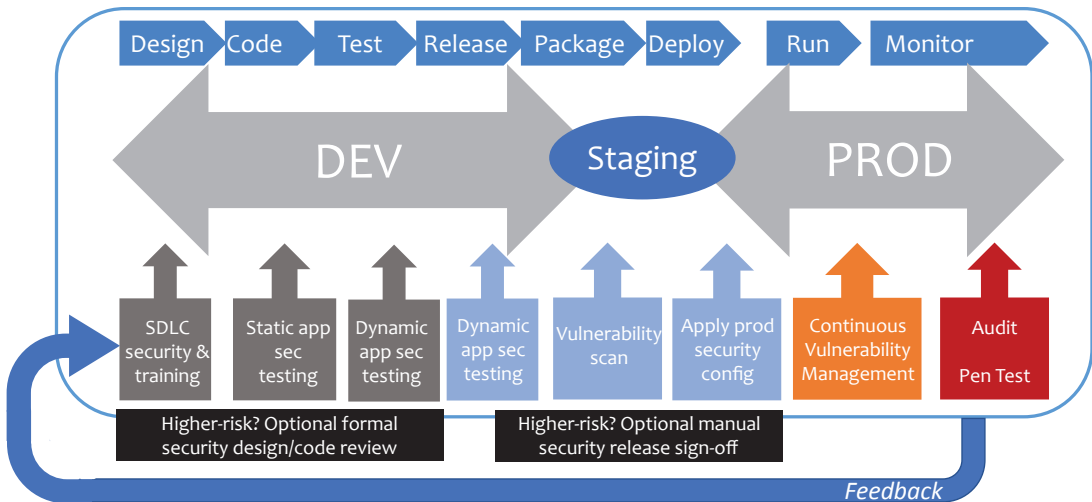 Design
Code
Test
Release
Package
Deploy
Run
Monitor
DEV
Staging
PROD
SDLC
security &
training
Static app
sec
testing
Dynamic
app sec
testing
Dynamic
app sec
testing
Vulnerability
scan
Apply prod
security
config
Continuous
Vulnerability
Management
Audit
Pen Test
Higher-risk? Optional formal
security design/code review
Higher-risk? Optional manual
security release sign-off
Feedback